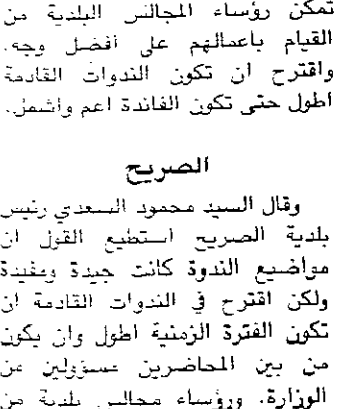 تمكن رؤساء المجالس البلدية من
القيام باعمالهم على افضل وجه.
واقترح ان تكون الندوات القادمة
اطول حتى تكون الفائدة اعم واشمل.
الصريح
وقال السيد محمود السعدي رئيس
بلدية الصريح استطيع القول ان
مواضيع الندوة كانت جيدة ومفيدة
ولكن اقترح في الندوات القادمة ان
تكون الفترة الزمنية اطول وان يكون
من بين المحاضرين مسؤولين من
الوزارة. ورؤساء مجالس بلدية من